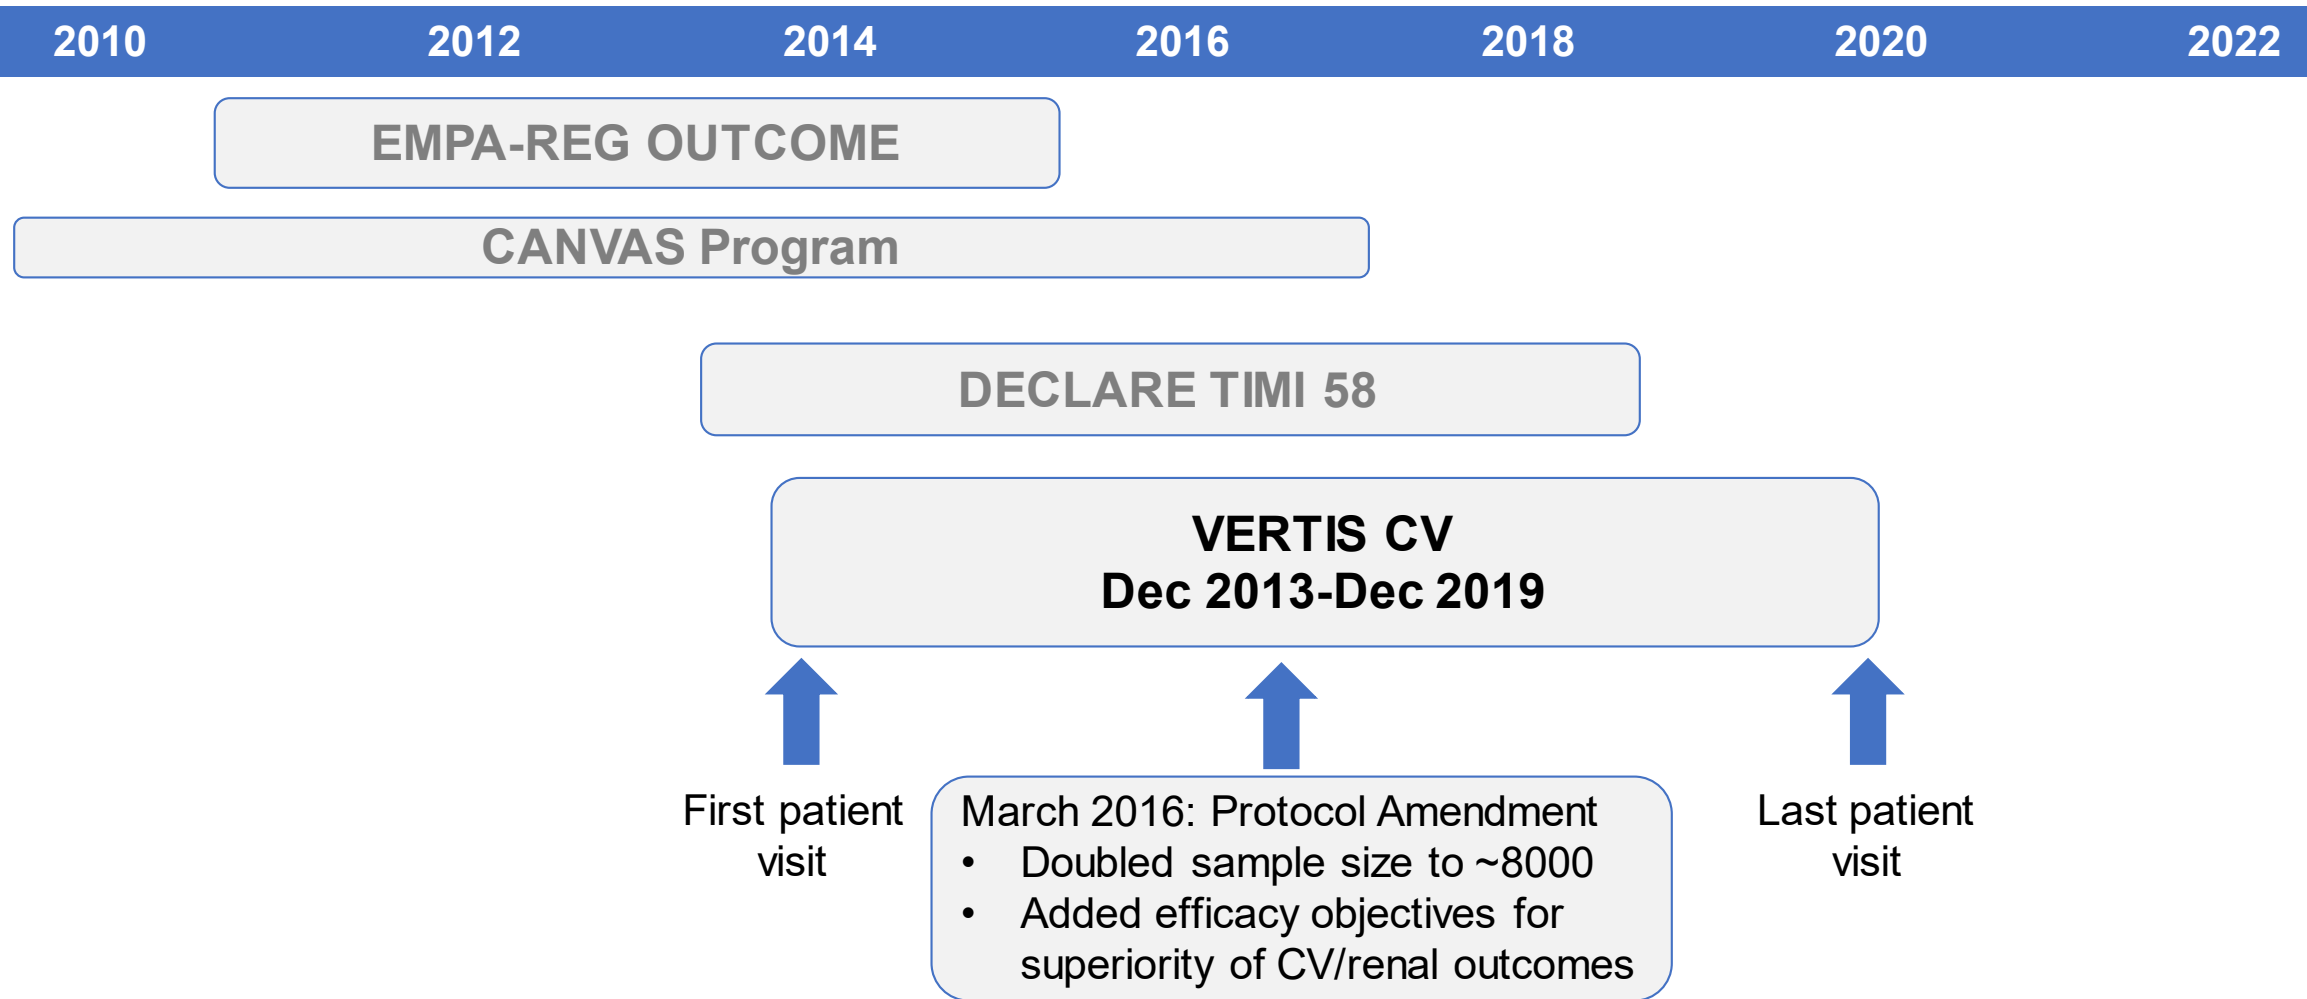 2010 2012 2014 2016 2018 2020 2022
EMPA-REG OUTCOME
CANVAS Program
DECLARE TIMI 58
VERTIS CV
Dec 2013-Dec 2019
First patient
visit
March 2016: Protocol Amendment
• Doubled sample size to ~8000
• Added efficacy objectives for
superiority of CV/renal outcomes
Last patient
visit